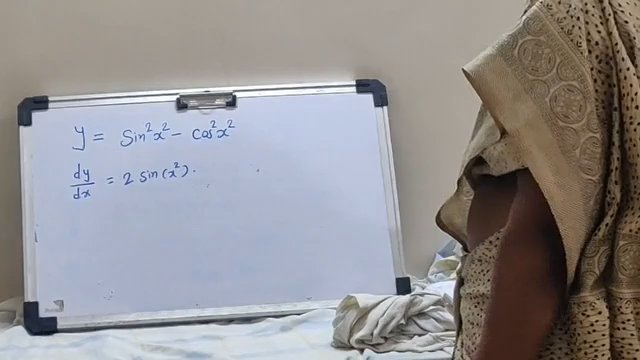 y = Sin²x² - Cos²x²
dy/dx = 2 Sin(x²).